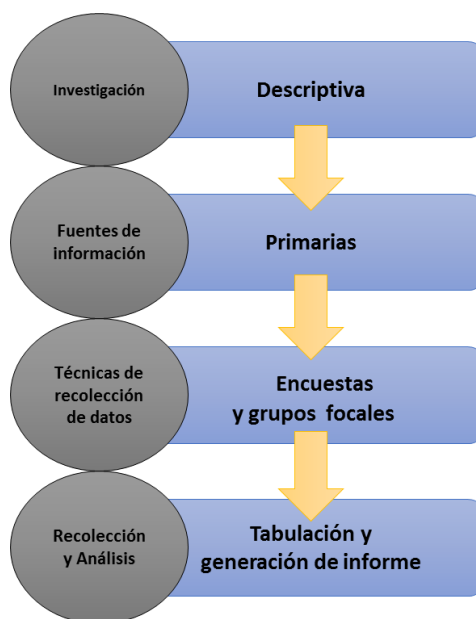 Investigación
Descriptiva
Fuentes de
información
Primarias
Técnicas de
recolección
de datos
Encuestas
y grupos focales
Recolección
y Análisis
Tabulación y
generación de informe